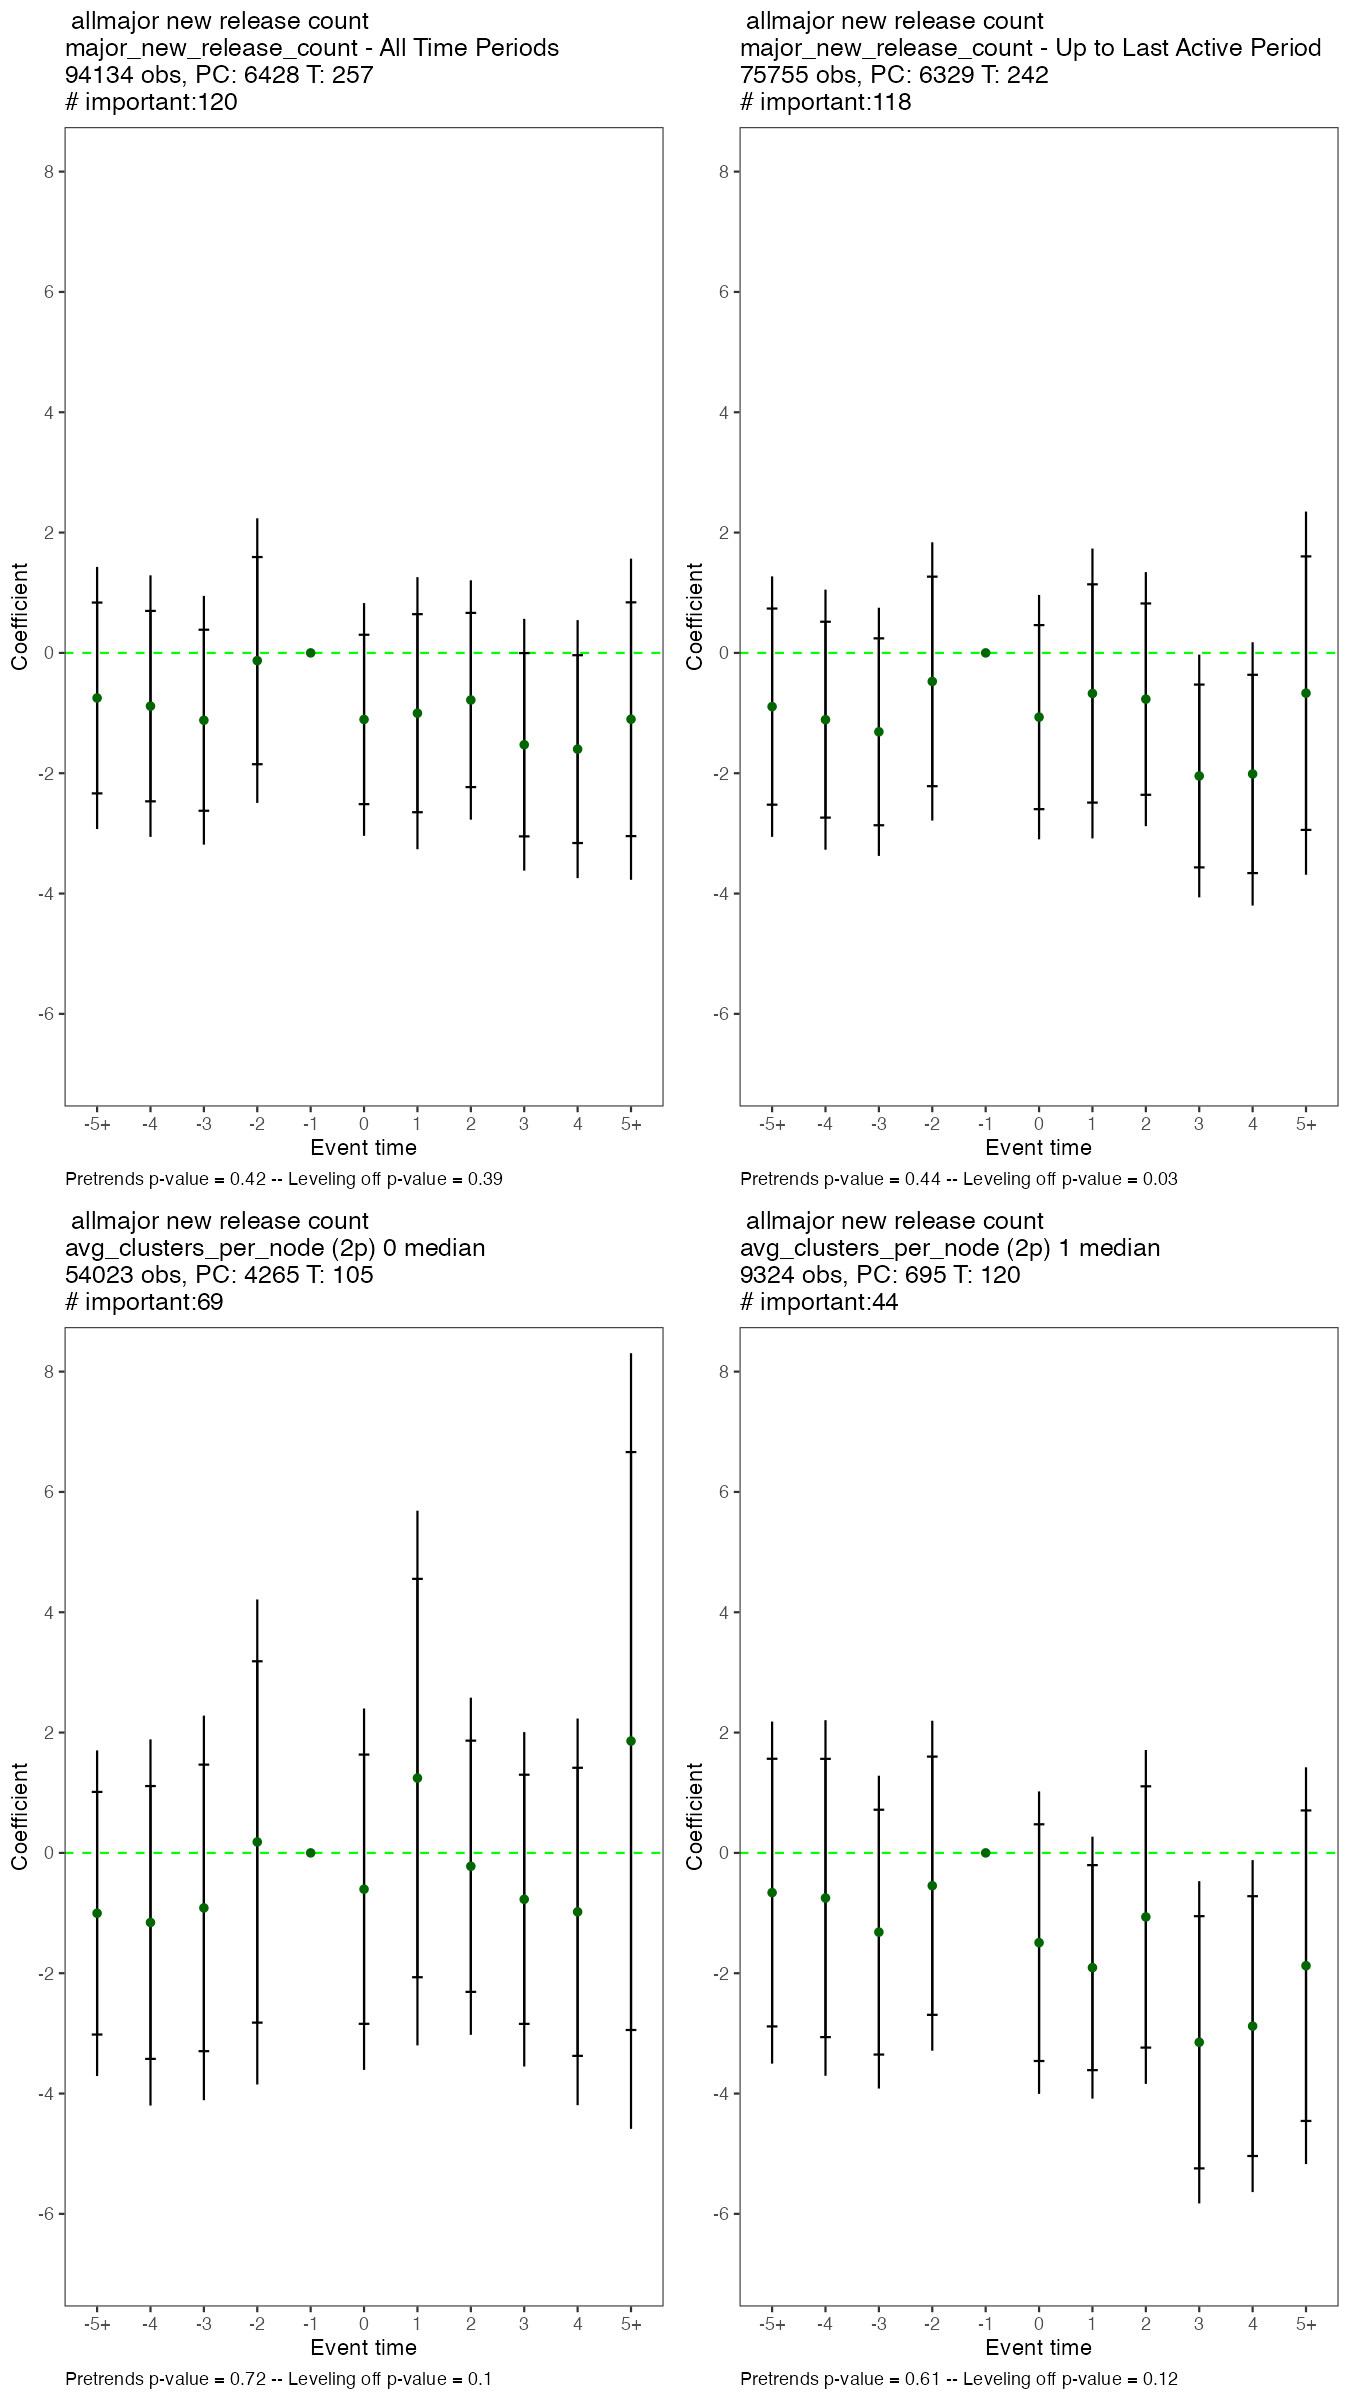 allmajor new release count
major_new_release_count - All Time Periods
94134 obs, PC: 6428 T: 257
# important:120
8
6
4
2
0
-2
-4
-6
Coefficient
-5+ -4 -3 -2 -1 0 1 2 3 4 5+
Event time
Pretrends p-value = 0.42 -- Leveling off p-value = 0.39
allmajor new release count
major_new_release_count - Up to Last Active Period
75755 obs, PC: 6329 T: 242
# important:118
8
6
4
2
0
-2
-4
-6
Coefficient
-5+ -4 -3 -2 -1 0 1 2 3 4 5+
Event time
Pretrends p-value = 0.44 -- Leveling off p-value = 0.03
allmajor new release count
avg_clusters_per_node (2p) 0 median
54023 obs, PC: 4265 T: 105
# important:69
8
6
4
2
0
-2
-4
-6
Coefficient
-5+ -4 -3 -2 -1 0 1 2 3 4 5+
Event time
Pretrends p-value = 0.72 -- Leveling off p-value = 0.1
allmajor new release count
avg_clusters_per_node (2p) 1 median
9324 obs, PC: 695 T: 120
# important:44
8
6
4
2
0
-2
-4
-6
Coefficient
-5+ -4 -3 -2 -1 0 1 2 3 4 5+
Event time
Pretrends p-value = 0.61 -- Leveling off p-value = 0.12